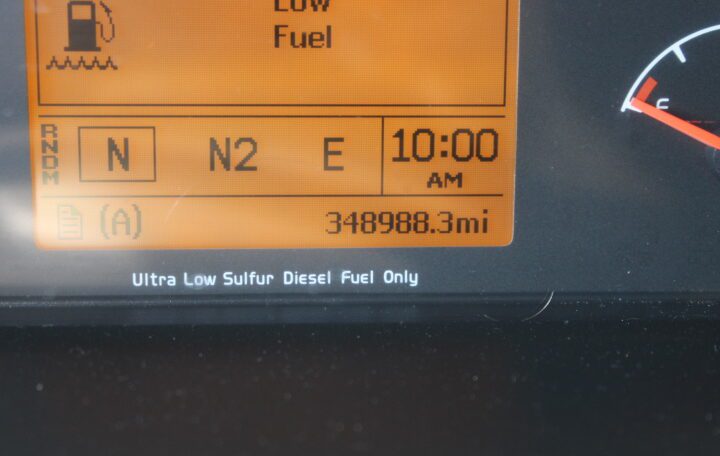 Low
Fuel
RNDM
N N2 E 10:00
AM
(A) 348988.3mi
Ultra Low Sulfur Diesel Fuel Only